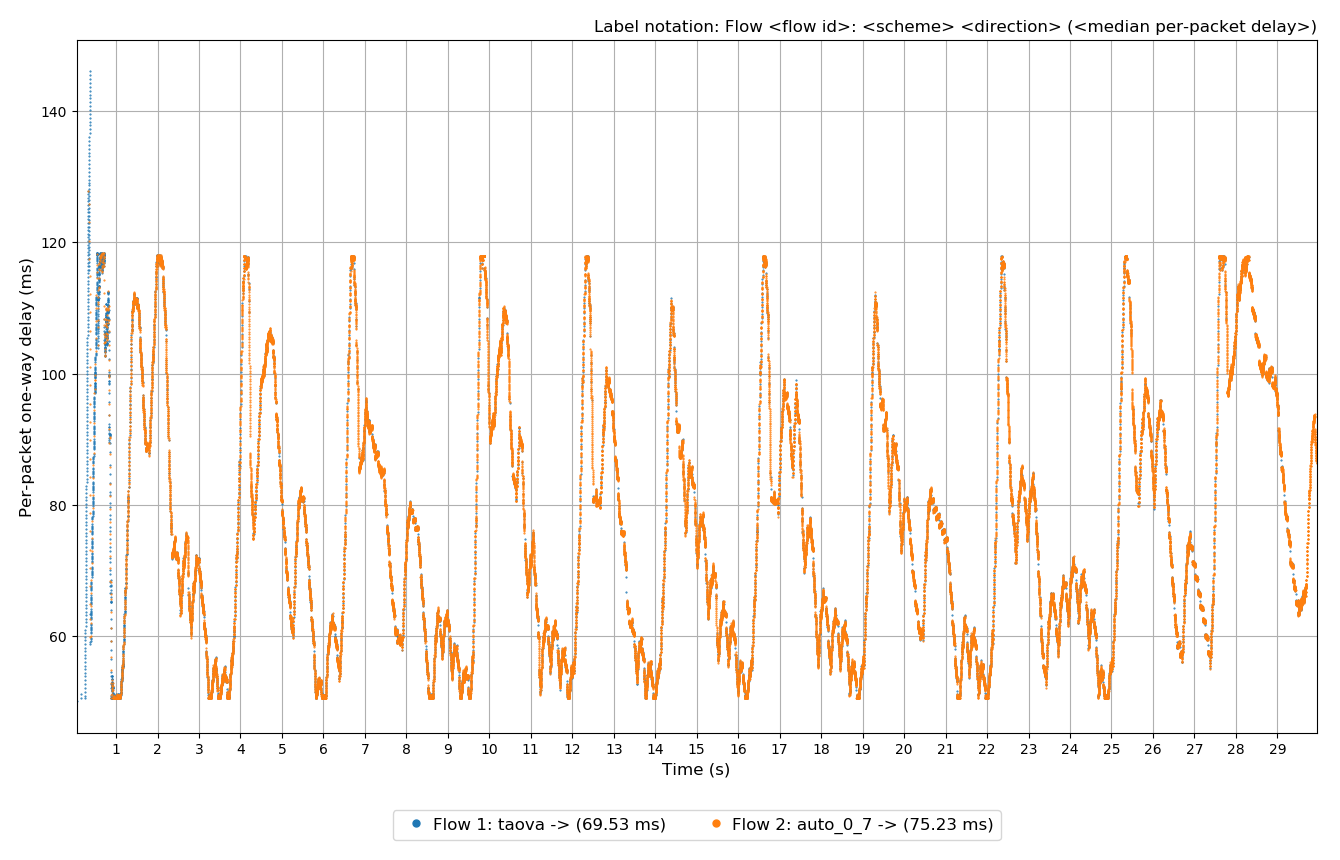 Label notation: Flow <flow id>: <scheme> <direction> (<median per-packet delay>)
Per-packet one-way delay (ms)
140
120
100
80
60
1 2 3 4 5 6 7 8 9 10 11 12 13 14 15 16 17 18 19 20 21 22 23 24 25 26 27 28 29
Time (s)
Flow 1: taova -> (69.53 ms) Flow 2: auto_0_7 -> (75.23 ms)